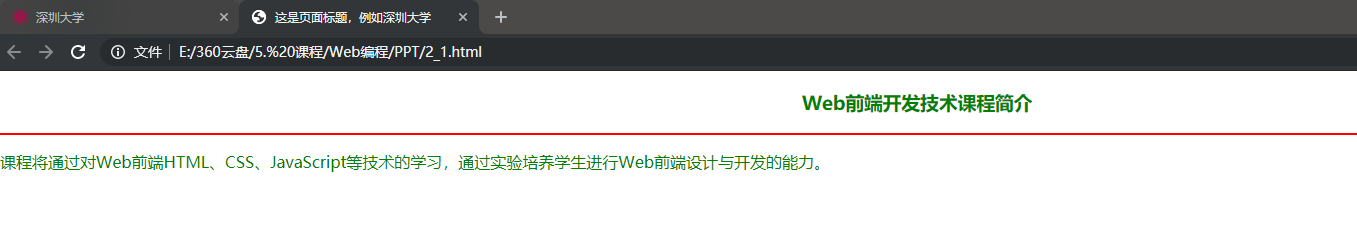 深圳大学
这是页面标题，例如深圳大学
文件
E:/360云盘/5.%20课程/Web编程/PPT/2_1.html
Web前端开发技术课程简介
课程将通过对Web前端HTML、CSS、JavaScript等技术的学习，通过实验培养学生进行Web前端设计与开发的能力。